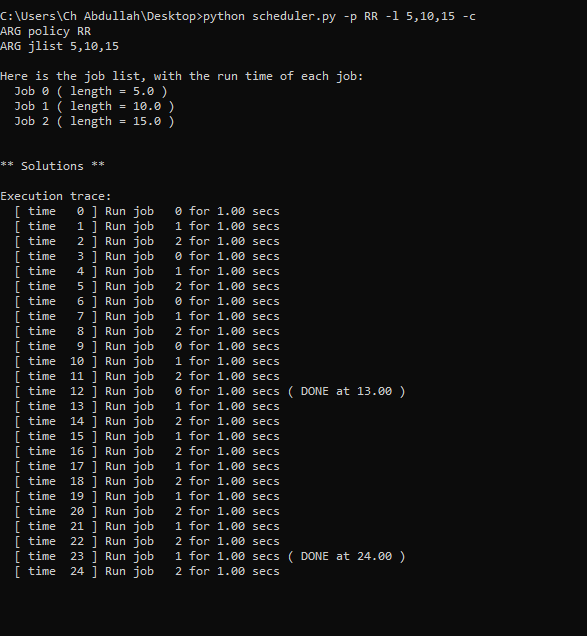 C:\Users\Ch Abdullah\Desktop>python scheduler.py -p RR -l 5,10,15 -c
ARG policy RR
ARG jlist 5,10,15

Here is the job list, with the run time of each job:
  Job 0 ( length = 5.0 )
  Job 1 ( length = 10.0 )
  Job 2 ( length = 15.0 )


** Solutions **

Execution trace:
  [ time   0 ] Run job   0 for 1.00 secs
  [ time   1 ] Run job   1 for 1.00 secs
  [ time   2 ] Run job   2 for 1.00 secs
  [ time   3 ] Run job   0 for 1.00 secs
  [ time   4 ] Run job   1 for 1.00 secs
  [ time   5 ] Run job   2 for 1.00 secs
  [ time   6 ] Run job   0 for 1.00 secs
  [ time   7 ] Run job   1 for 1.00 secs
  [ time   8 ] Run job   2 for 1.00 secs
  [ time   9 ] Run job   0 for 1.00 secs
  [ time  10 ] Run job   1 for 1.00 secs
  [ time  11 ] Run job   2 for 1.00 secs
  [ time  12 ] Run job   0 for 1.00 secs ( DONE at 13.00 )
  [ time  13 ] Run job   1 for 1.00 secs
  [ time  14 ] Run job   2 for 1.00 secs
  [ time  15 ] Run job   1 for 1.00 secs
  [ time  16 ] Run job   2 for 1.00 secs
  [ time  17 ] Run job   1 for 1.00 secs
  [ time  18 ] Run job   2 for 1.00 secs
  [ time  19 ] Run job   1 for 1.00 secs
  [ time  20 ] Run job   2 for 1.00 secs
  [ time  21 ] Run job   1 for 1.00 secs
  [ time  22 ] Run job   2 for 1.00 secs
  [ time  23 ] Run job   1 for 1.00 secs ( DONE at 24.00 )
  [ time  24 ] Run job   2 for 1.00 secs